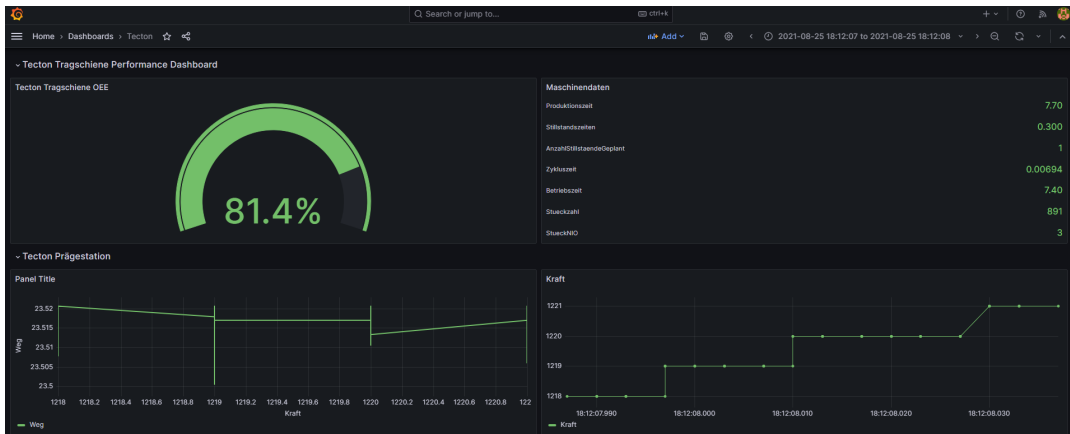 Search or jump to...
ctrl+k
Home › Dashboards › Tecton
Add
2021-08-25 18:12:07 to 2021-08-25 18:12:08
Tecton Tragschiene Performance Dashboard
Tecton Tragschiene OEE
81.4%
Maschinendaten
Produktionszeit 7.70
Stillstandszeiten 0.300
AnzahlStillstaendeGeplant 1
Zykluszeit 0.00694
Betriebszeit 7.40
Stueckzahl 891
StueckNIO 3
Tecton Prägestation
Panel Title
23.52
23.515
23.51
23.505
23.5
Weg
1218 1218.2 1218.4 1218.6 1218.8 1219 1219.2 1219.4 1219.6 1219.8 1220 1220.2 1220.4 1220.6 1220.8 122
Kraft
Weg
Kraft
1221
1220
1219
1218
18:12:07.990 18:12:08.000 18:12:08.010 18:12:08.020 18:12:08.030
Kraft